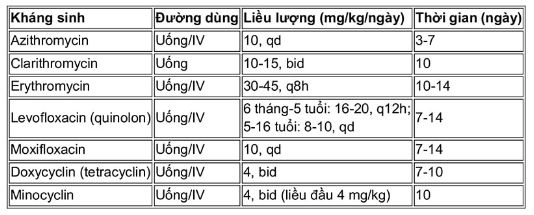 Kháng sinh Đường dùng Liều lượng (mg/kg/ngày) Thời gian (ngày)
Azithromycin Uống/IV 10, qd 3-7
Clarithromycin Uống 10-15, bid 10
Erythromycin Uống/IV 30-45, q8h 10-14
Levofloxacin (quinolon) Uống/IV 6 tháng-5 tuổi: 16-20, q12h; 7-14
5-16 tuổi: 8-10, qd
Moxifloxacin Uống/IV 10, qd 7-14
Doxycyclin (tetracyclin) Uống/IV 4, bid 7-10
Minocyclin Uống/IV 4, bid (liều đầu 4 mg/kg) 10